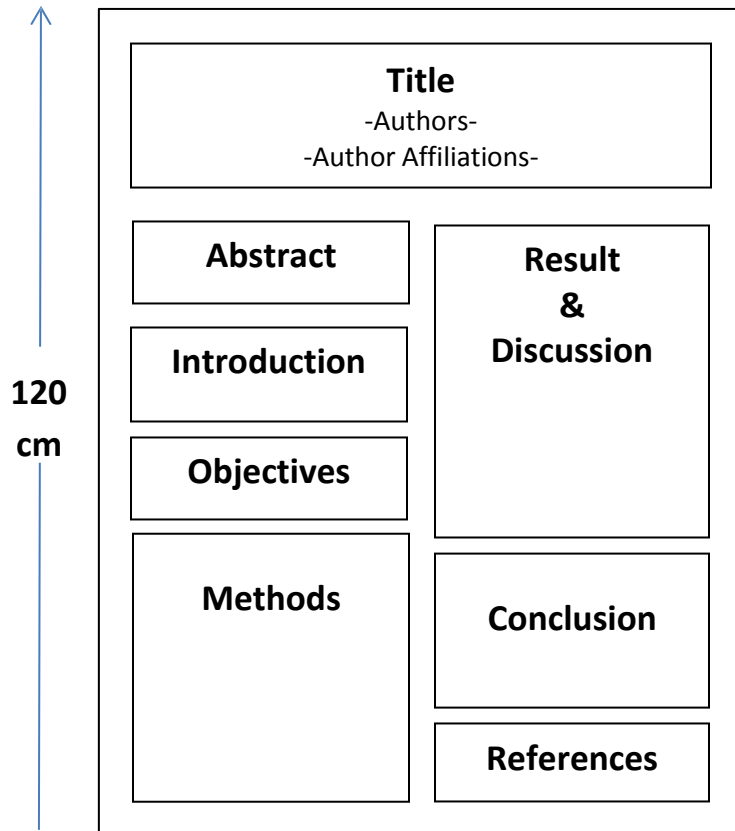 Title
-Authors-
-Author Affiliations-
Abstract
Introduction
Objectives
Methods
Result
&
Discussion
Conclusion
References
120
cm